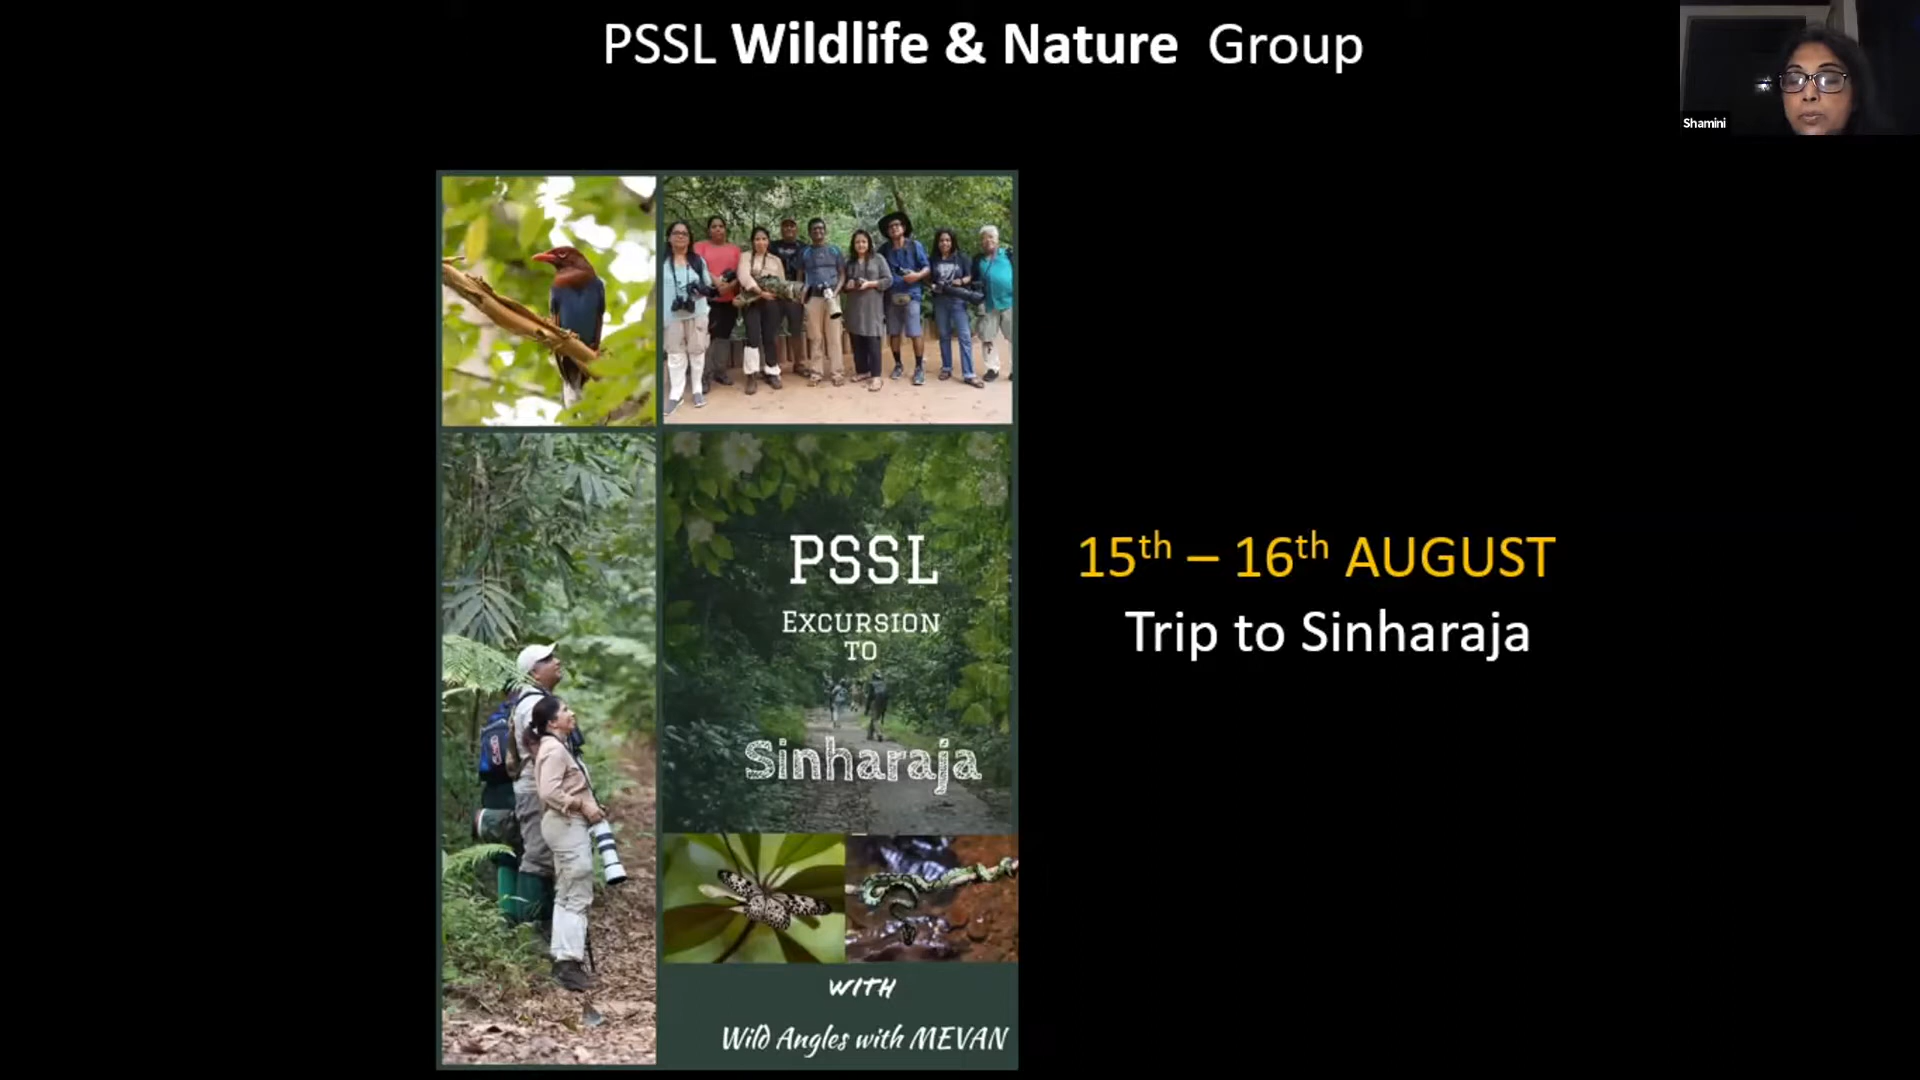 PSSL Wildlife & Nature Group
Shamini
PSSL
EXCURSION
TO
Sinharaja
WITH
Wild Angles with MEVAN
15th – 16th AUGUST
Trip to Sinharaja